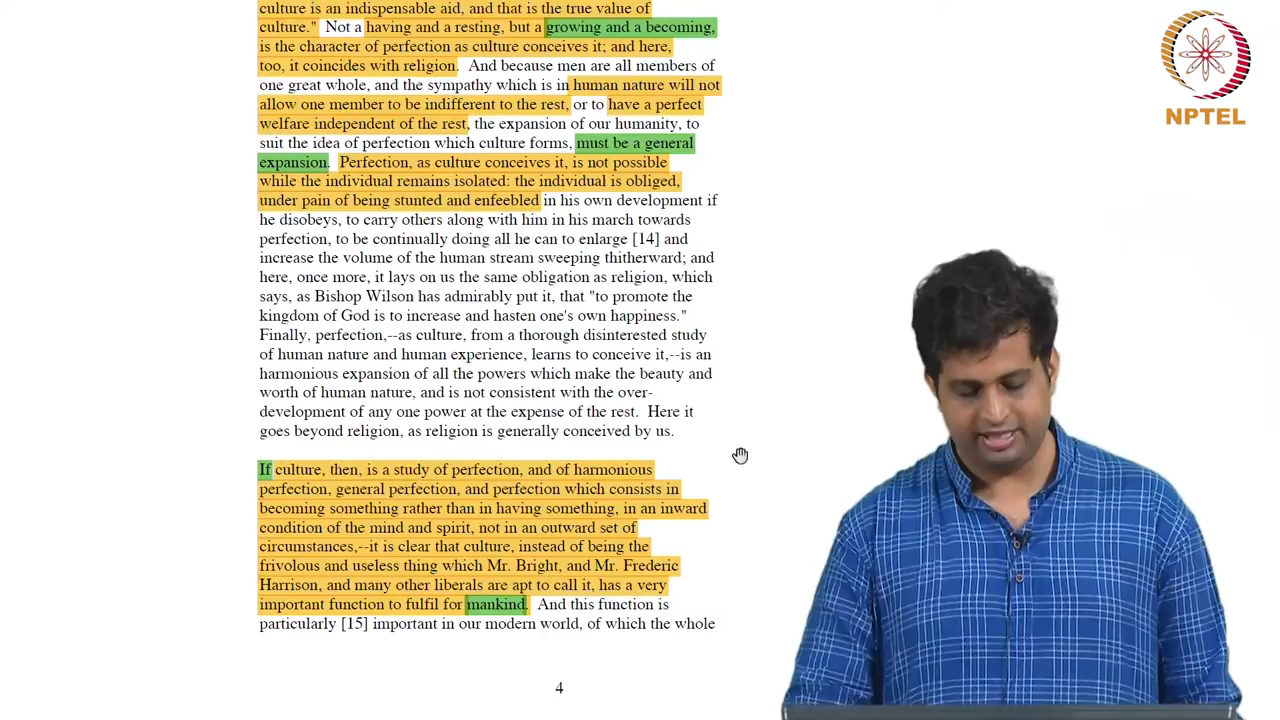 culture is an indispensable aid, and that is the true value of
culture." Not a having and a resting, but a growing and a becoming,
is the character of perfection as culture conceives it; and here,
too, it coincides with religion. And because men are all members of
one great whole, and the sympathy which is in human nature will not
allow one member to be indifferent to the rest, or to have a perfect
welfare independent of the rest, the expansion of our humanity, to
suit the idea of perfection which culture forms, must be a general
expansion. Perfection, as culture conceives it, is not possible
while the individual remains isolated: the individual is obliged,
under pain of being stunted and enfeebled in his own development if
he disobeys, to carry others along with him in his march towards
perfection, to be continually doing all he can to enlarge [14] and
increase the volume of the human stream sweeping thitherward; and
here, once more, it lays on us the same obligation as religion, which
says, as Bishop Wilson has admirably put it, that "to promote the
kingdom of God is to increase and hasten one's own happiness."
Finally, perfection,--as culture, from a thorough disinterested study
of human nature and human experience, learns to conceive it,--is an
harmonious expansion of all the powers which make the beauty and
worth of human nature, and is not consistent with the over-
development of any one power at the expense of the rest. Here it
goes beyond religion, as religion is generally conceived by us.
If culture, then, is a study of perfection, and of harmonious
perfection, general perfection, and perfection which consists in
becoming something rather than in having something, in an inward
condition of the mind and spirit, not in an outward set of
circumstances,--it is clear that culture, instead of being the
frivolous and useless thing which Mr. Bright, and Mr. Frederic
Harrison, and many other liberals are apt to call it, has a very
important function to fulfil for mankind. And this function is
particularly [15] important in our modern world, of which the whole
4
NPTEL